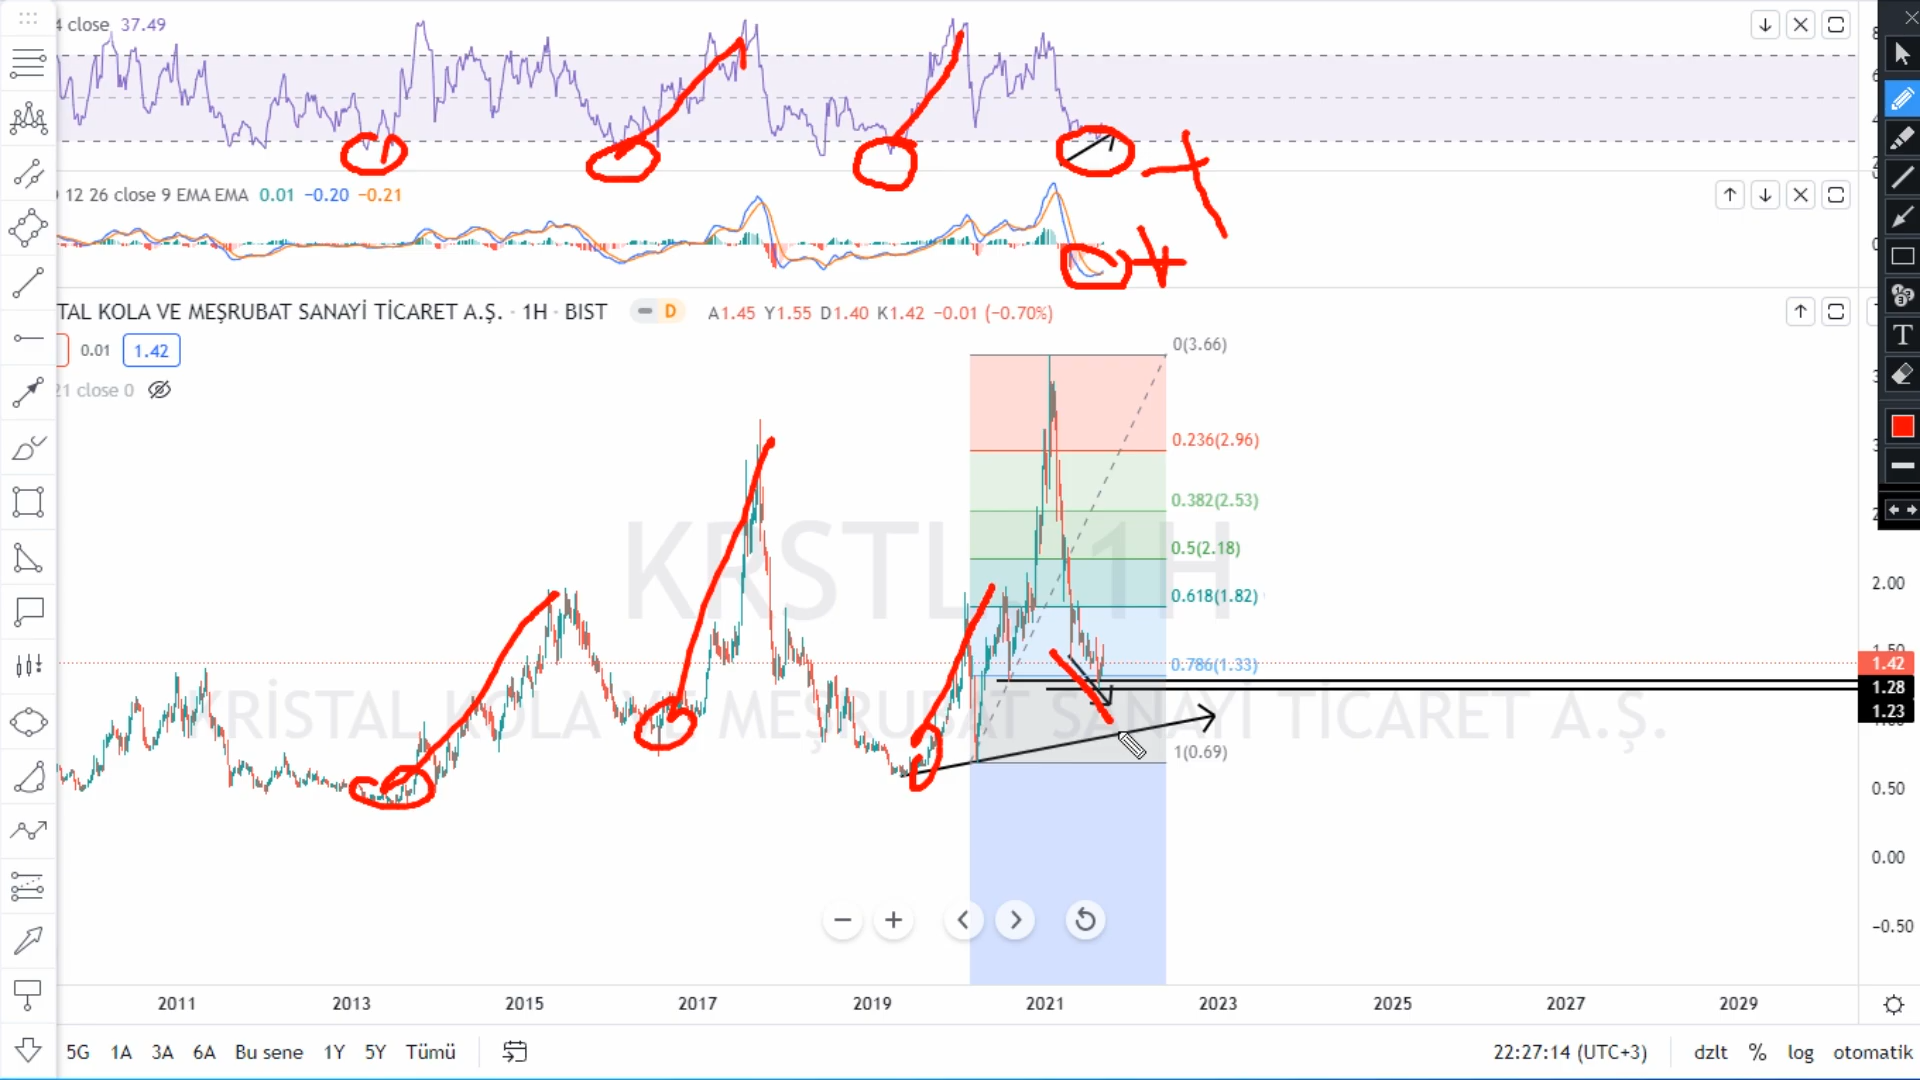 4 close 37.49
12 26 close 9 EMA EMA 0.01 −0.20 −0.21
TAL KOLA VE MEŞRUBAT SANAYİ TİCARET A.Ş. · 1H · BIST D A1.45 Y1.55 D1.40 K1.42 −0.01 (−0.70%)
0.01 1.42
21 close 0
0(3.66)
0.236(2.96)
0.382(2.53)
0.5(2.18)
0.618(1.82)
0.786(1.33)
1(0.69)
KRSTL, 1H
KRİSTAL KOLA VE MEŞRUBAT SANAYİ TİCARET A.Ş.
2.00
1.42
1.28
1.23
0.50
0.00
−0.50
2011 2013 2015 2017 2019 2021 2023 2025 2027 2029
5G 1A 3A 6A Bu sene 1Y 5Y Tümü 22:27:14 (UTC+3) dzlt % log otomatik